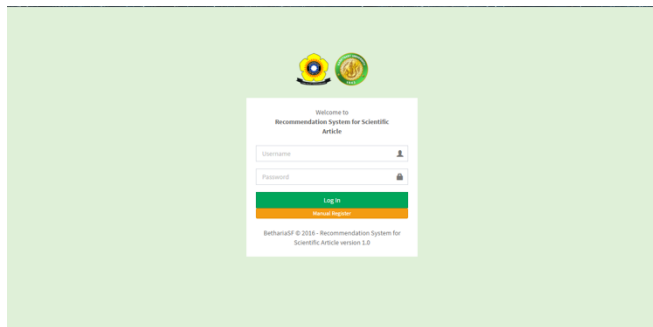 Welcome to
Recommendation System for Scientific
Article
Username
Password
Log In
Manual Register
BethariaSF © 2016 - Recommendation System for
Scientific Article version 1.0